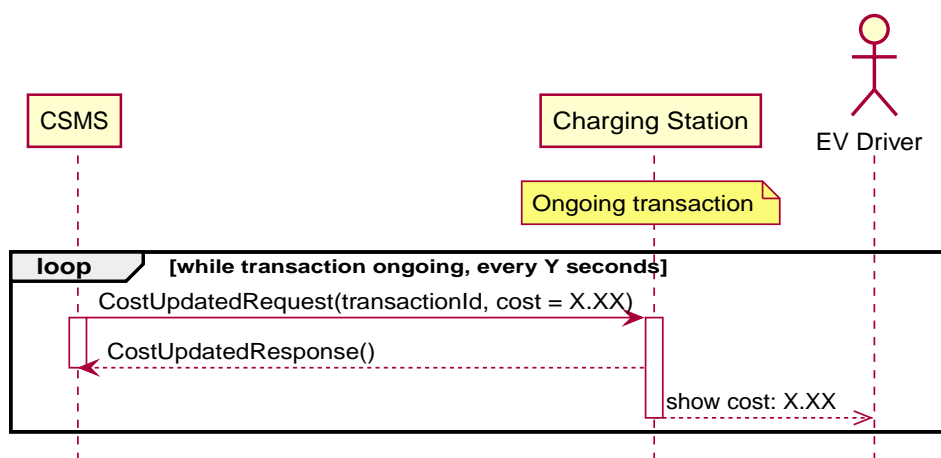 CSMS
Charging Station
EV Driver
Ongoing transaction
loop
[while transaction ongoing, every Y seconds]
CostUpdatedRequest(transactionId, cost = X.XX)
CostUpdatedResponse()
show cost: X.XX